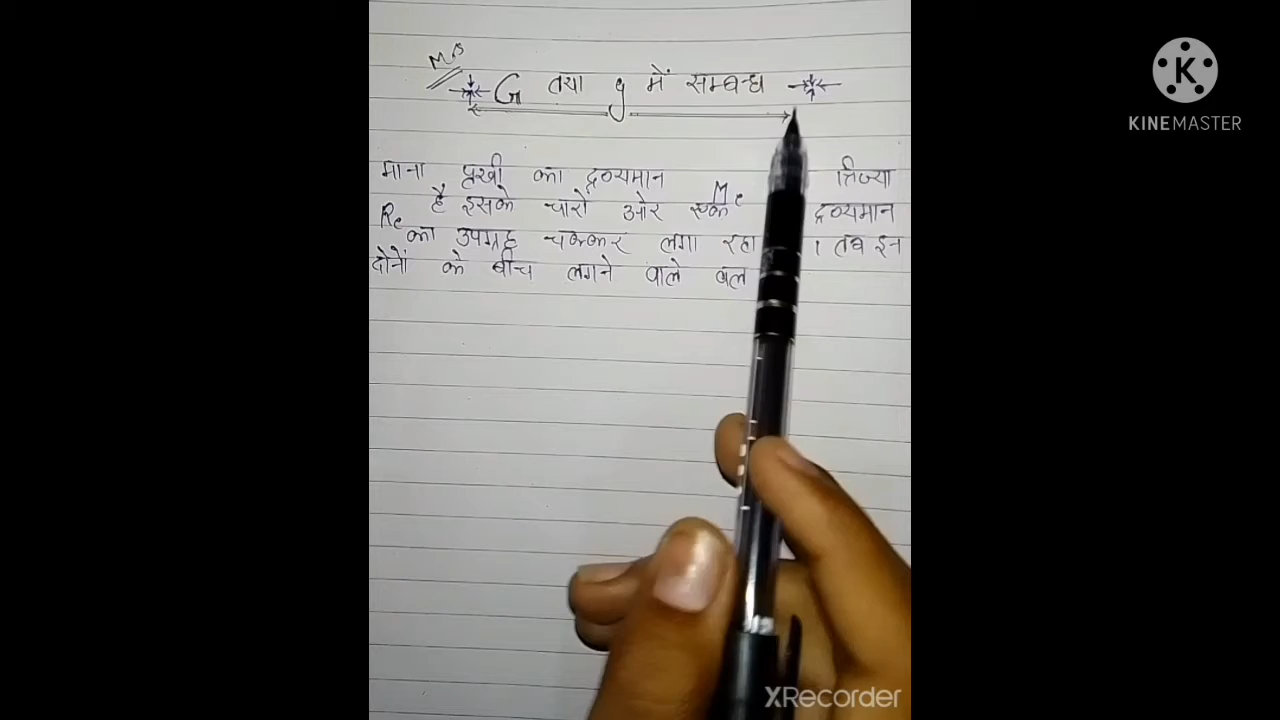 Ms
G तथा g में सम्बन्ध
माना पृथ्वी का द्रव्यमान Me त्रिज्या
Re है इसके चारों ओर एक द्रव्यमान
का उपग्रह चक्कर लगा रहा । तब इन
दोनों के बीच लगने वाले बल
K
KINEMASTER
XRecorder